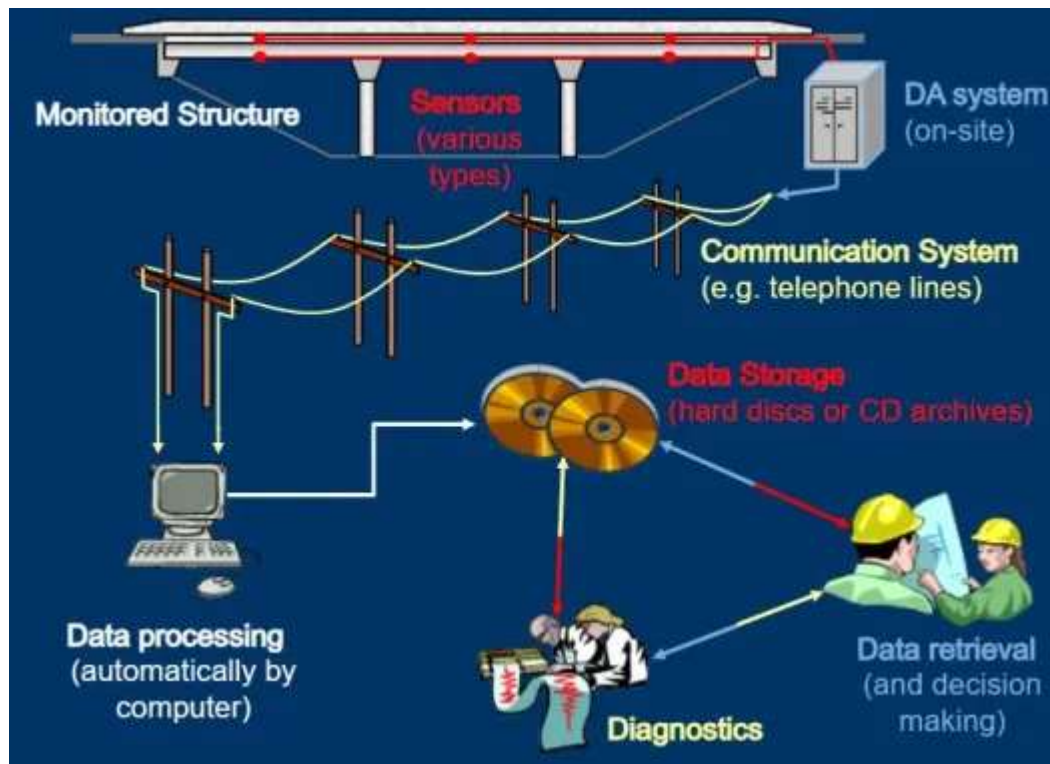 Monitored Structure
Sensors
(various
types)
DA system
(on-site)
Communication System
(e.g. telephone lines)
Data Storage
(hard discs or CD archives)
Data processing
(automatically by
computer)
Diagnostics
Data retrieval
(and decision
making)